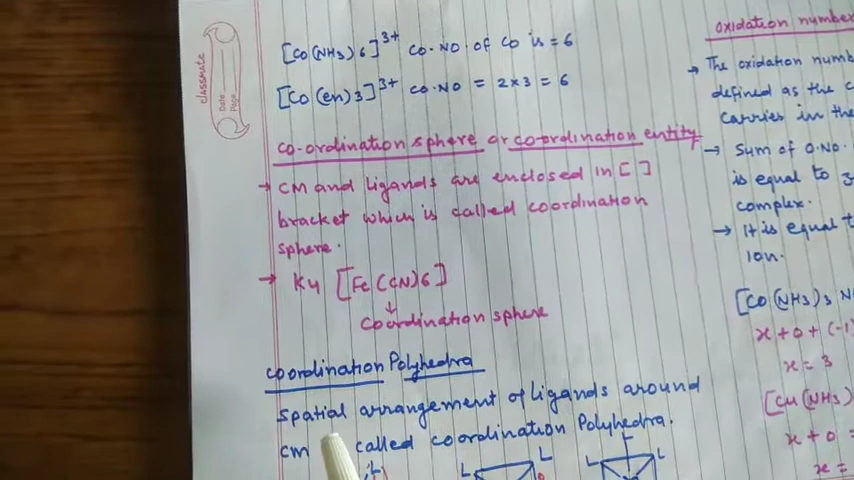 classmate
Date
Page
[Co(NH3)6]3+ co.NO of Co is = 6
[Co(en)3]3+ co.NO = 2x3 = 6
co-ordination sphere or co-ordination entity
→ CM and ligands are enclosed in [ ]
bracket which is called coordination
sphere.
→ K4 [Fe(CN)6]
↓
Coordination sphere
coordination Polyhedra
spatial arrangement of ligands around
cm called coordination Polyhedra.
L L L
L L L
oxidation number
→ The oxidation numb
defined as the c
carries in the
→ sum of O.NO.
is equal to
complex.
→ It is equal t
ion.
[CO(NH3)3 N
x+0+(-1)
x = 3
[Cu(NH3)
x+0 =
x =